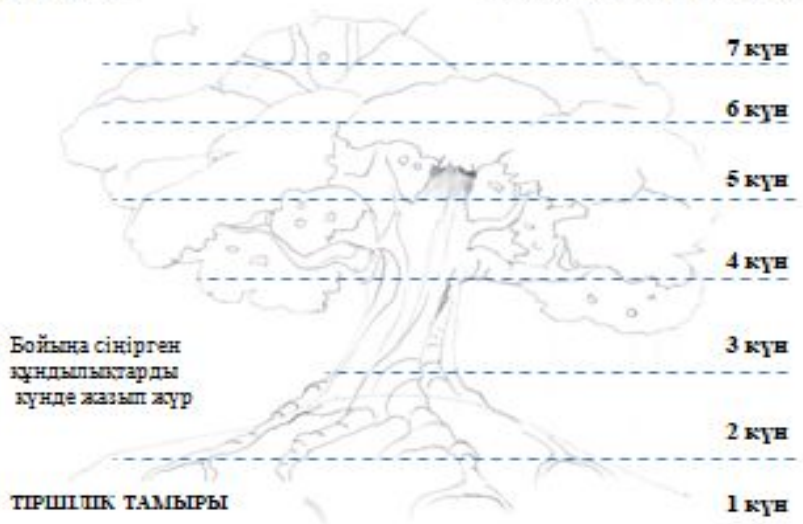 7 күн
6 күн
5 күн
4 күн
3 күн
Бойыңа сіңірген
құндылықтарды
күнде жазып жүр
2 күн
ТІРШІЛІК ТАМЫРЫ
1 күн